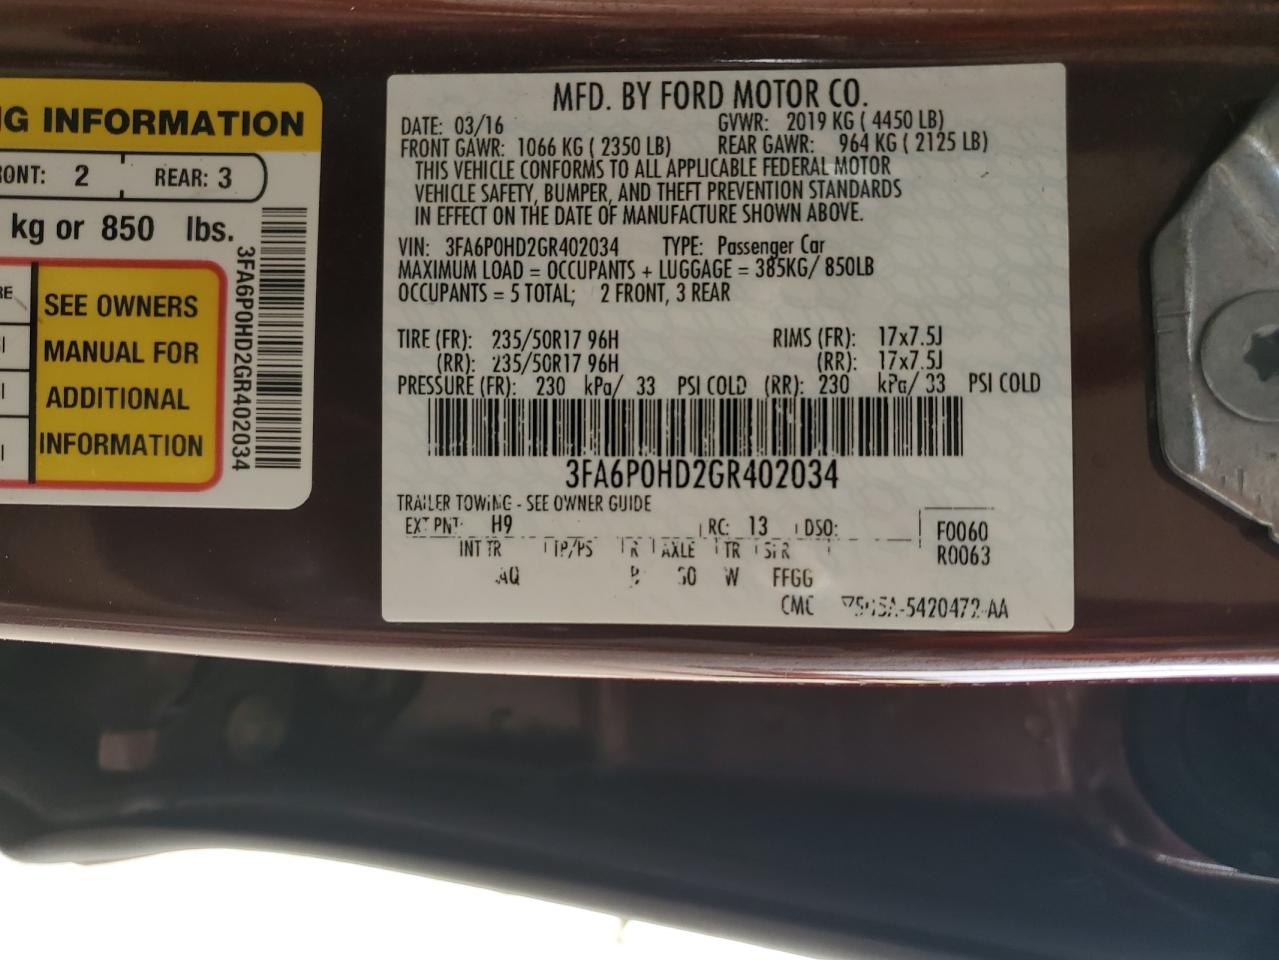 G INFORMATION
ONT: 2 REAR: 3
kg or 850 lbs.
RE
SEE OWNERS
MANUAL FOR
ADDITIONAL
INFORMATION
3FA6P0HD2GR402034
MFD. BY FORD MOTOR CO.
DATE: 03/16 GVWR: 2019 KG ( 4450 LB)
FRONT GAWR: 1066 KG ( 2350 LB) REAR GAWR: 964 KG ( 2125 LB)
THIS VEHICLE CONFORMS TO ALL APPLICABLE FEDERAL MOTOR
VEHICLE SAFETY, BUMPER, AND THEFT PREVENTION STANDARDS
IN EFFECT ON THE DATE OF MANUFACTURE SHOWN ABOVE.
VIN: 3FA6P0HD2GR402034 TYPE: Passenger Car
MAXIMUM LOAD = OCCUPANTS + LUGGAGE = 385KG/ 850LB
OCCUPANTS = 5 TOTAL; 2 FRONT, 3 REAR
TIRE (FR): 235/50R17 96H RIMS (FR): 17x7.5J
(RR): 235/50R17 96H (RR): 17x7.5J
PRESSURE (FR): 230 kPa/ 33 PSI COLD (RR): 230 kPa/ 33 PSI COLD
3FA6P0HD2GR402034
TRAILER TOWING - SEE OWNER GUIDE
EXT PNT: H9 RC: 13 DSO: F0060
INT TR TP/PS R AXLE TR SPR R0063
AQ W FFGG
CMC 5420472-AA